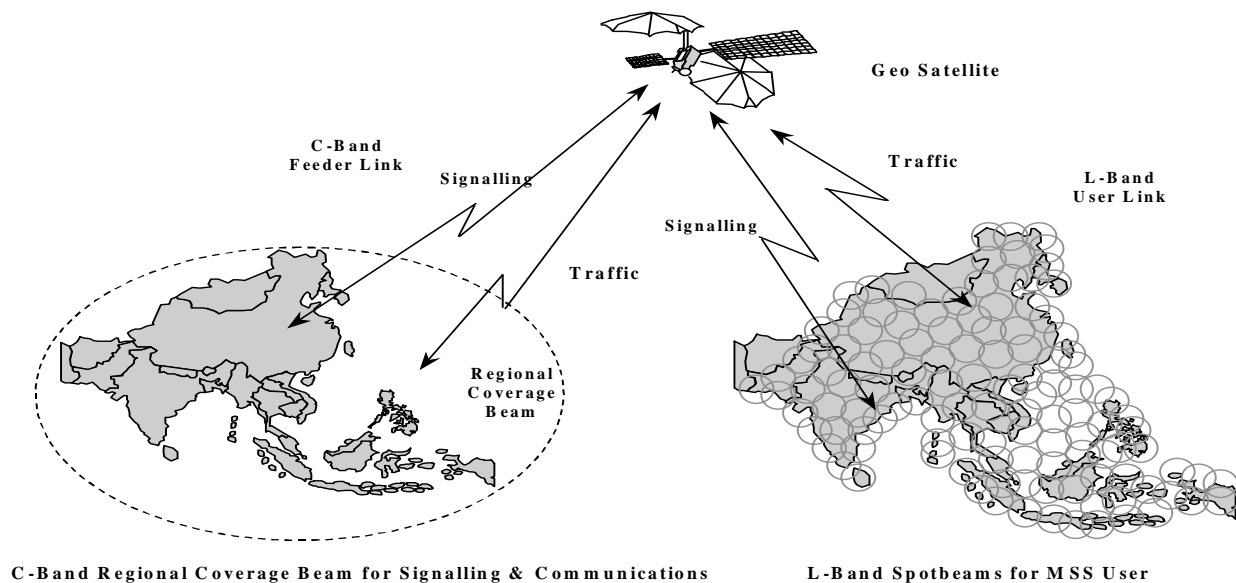 Geo Satellite
C-Band
Feeder Link
Signalling
Traffic
L-Band
User Link
Signalling
Traffic
Regional
Coverage
Beam
C-Band Regional Coverage Beam for Signalling & Communications
L-Band Spotbeams for MSS User